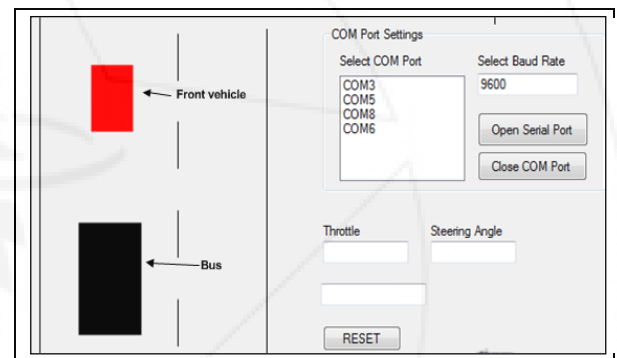 COM Port Settings
Select COM Port
Select Baud Rate
COM3
COM5
COM8
COM6
9600
Open Serial Port
Close COM Port
Front vehicle
Bus
Throttle
Steering Angle
RESET